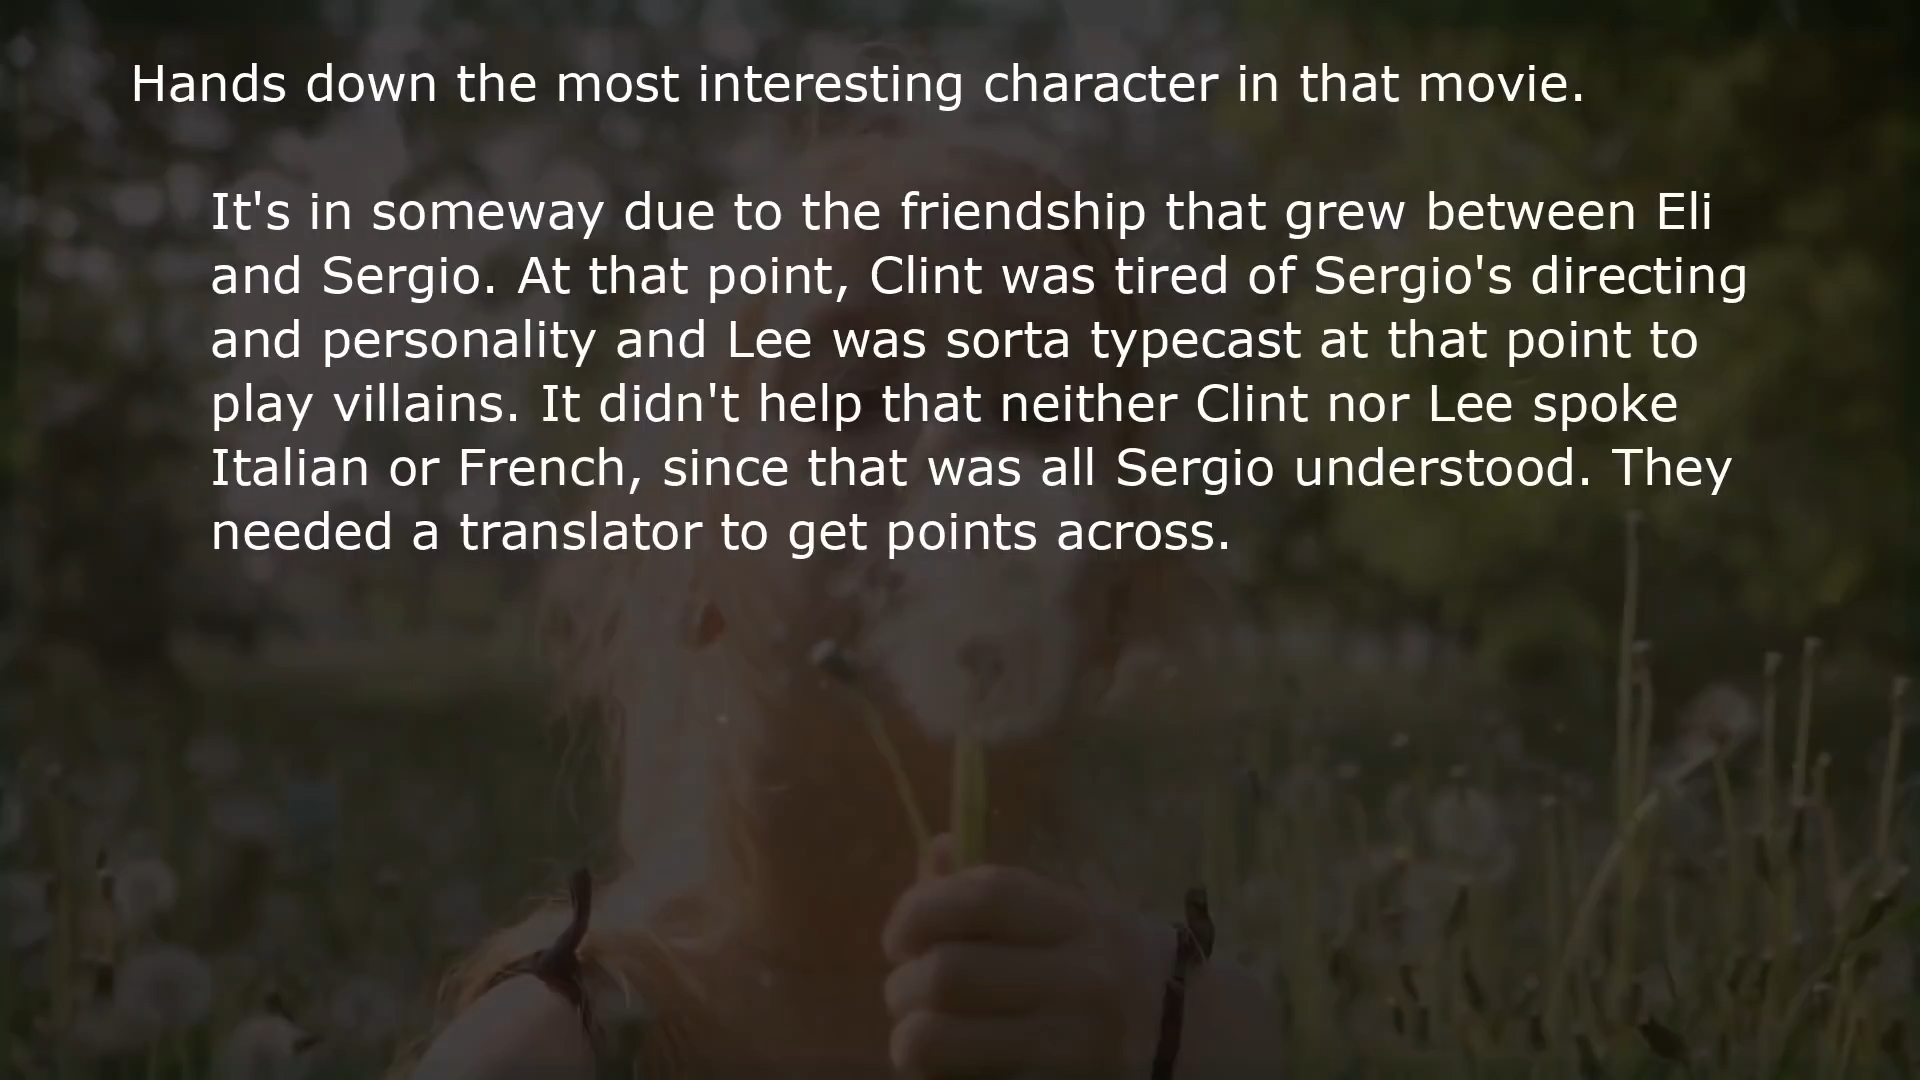 Hands down the most interesting character in that movie.
It's in someway due to the friendship that grew between Eli
and Sergio. At that point, Clint was tired of Sergio's directing
and personality and Lee was sorta typecast at that point to
play villains. It didn't help that neither Clint nor Lee spoke
Italian or French, since that was all Sergio understood. They
needed a translator to get points across.